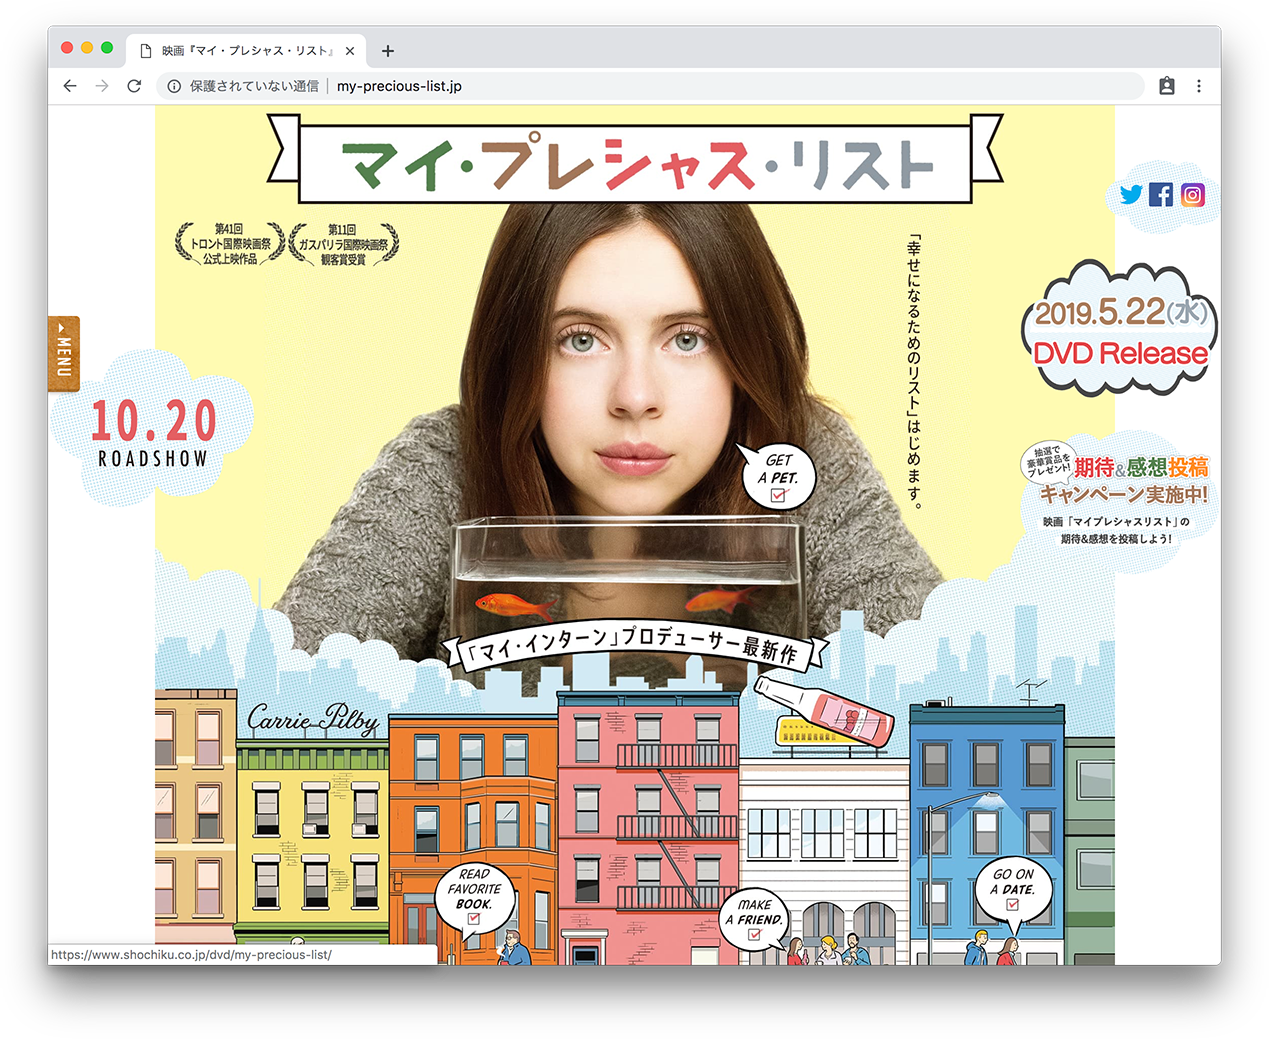 映画『マイ・プレシャス・リスト』
保護されていない通信
my-precious-list.jp
マイ・プレシャス・リスト
第41回
トロント国際映画祭
公式上映作品
第11回
ガスパリラ国際映画祭
観客賞受賞
「幸せになるためのリスト」はじめます。
2019.5.22(水)
DVD Release
MENU
10.20
ROADSHOW
GET
A PET.
抽選で
豪華賞品を
プレゼント!
期待&感想投稿
キャンペーン実施中!
映画「マイプレシャスリスト」の
期待&感想を投稿しよう!
「マイ・インターン」プロデューサー最新作
Carrie Pilby
READ
FAVORITE
BOOK.
MAKE
A FRIEND.
GO ON
A DATE.
https://www.shochiku.co.jp/dvd/my-precious-list/